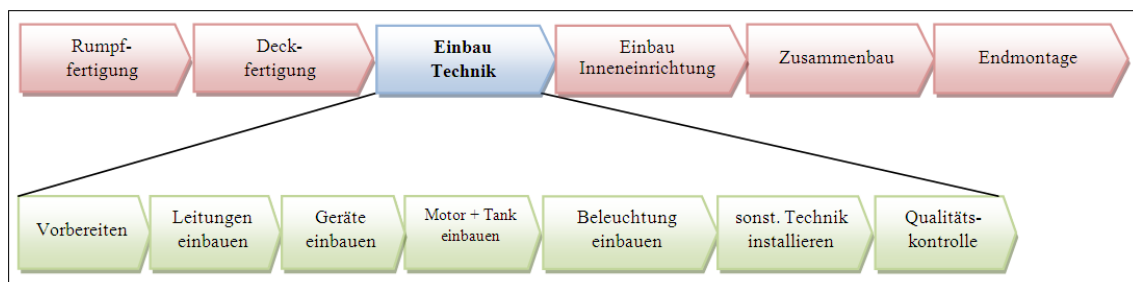 Rumpf-
fertigung
Deck-
fertigung
Einbau
Technik
Einbau
Inneneinrichtung
Zusammenbau
Endmontage
Vorbereiten
Leitungen
einbauen
Geräte
einbauen
Motor + Tank
einbauen
Beleuchtung
einbauen
sonst. Technik
installieren
Qualitäts-
kontrolle